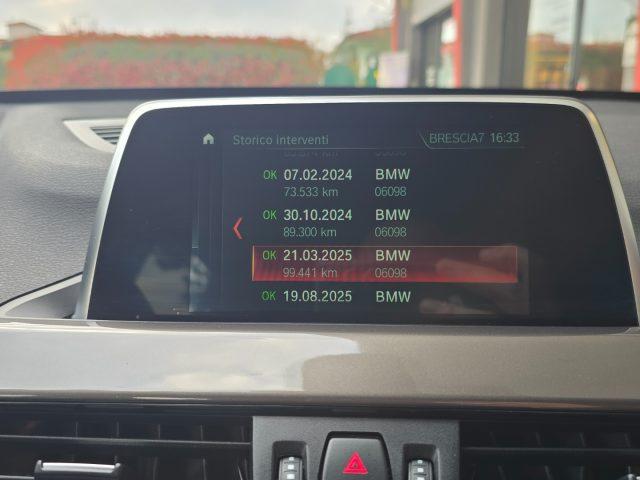 Storico interventi BRESCIA7 16:33
OK 07.02.2024 BMW
73.533 km 06098
OK 30.10.2024 BMW
89.300 km 06098
OK 21.03.2025 BMW
99.441 km 06098
OK 19.08.2025 BMW